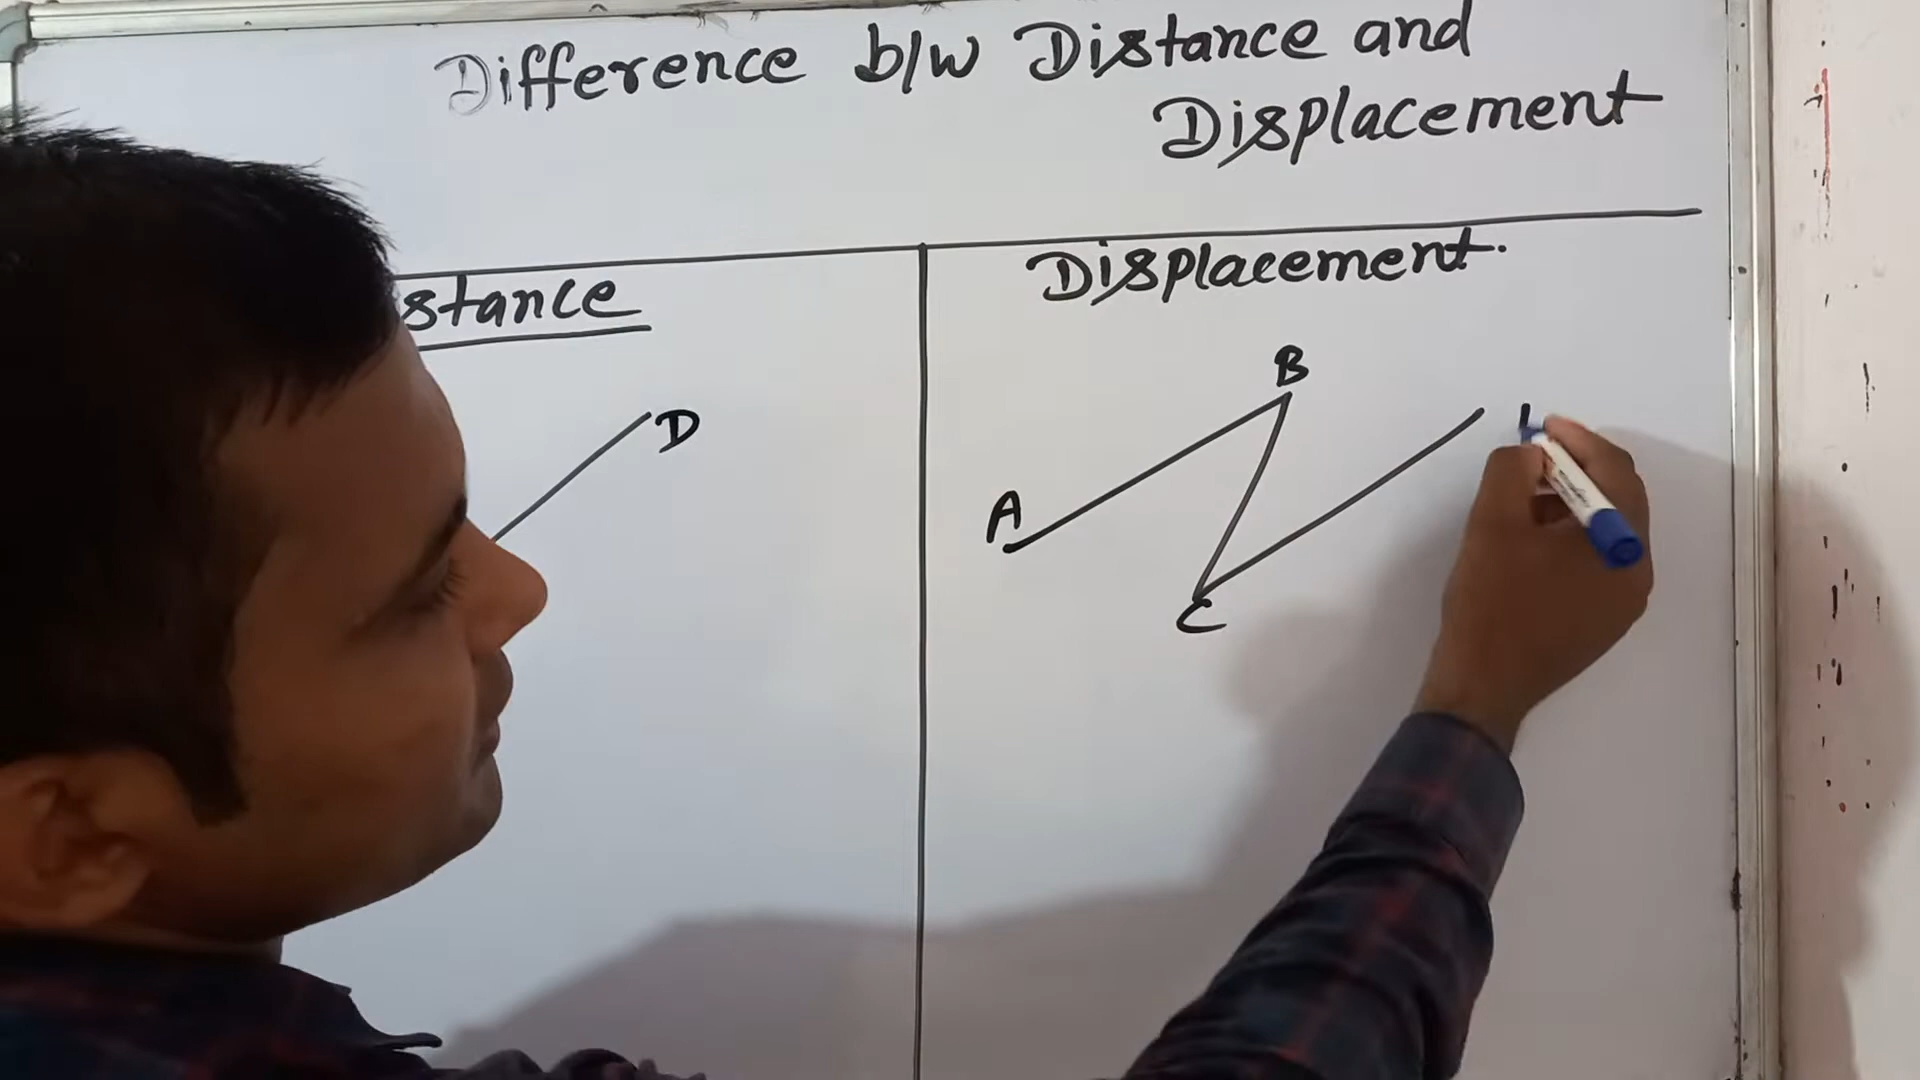 Difference b/w Distance and
Displacement
stance
Displacement.
D
B
A
C